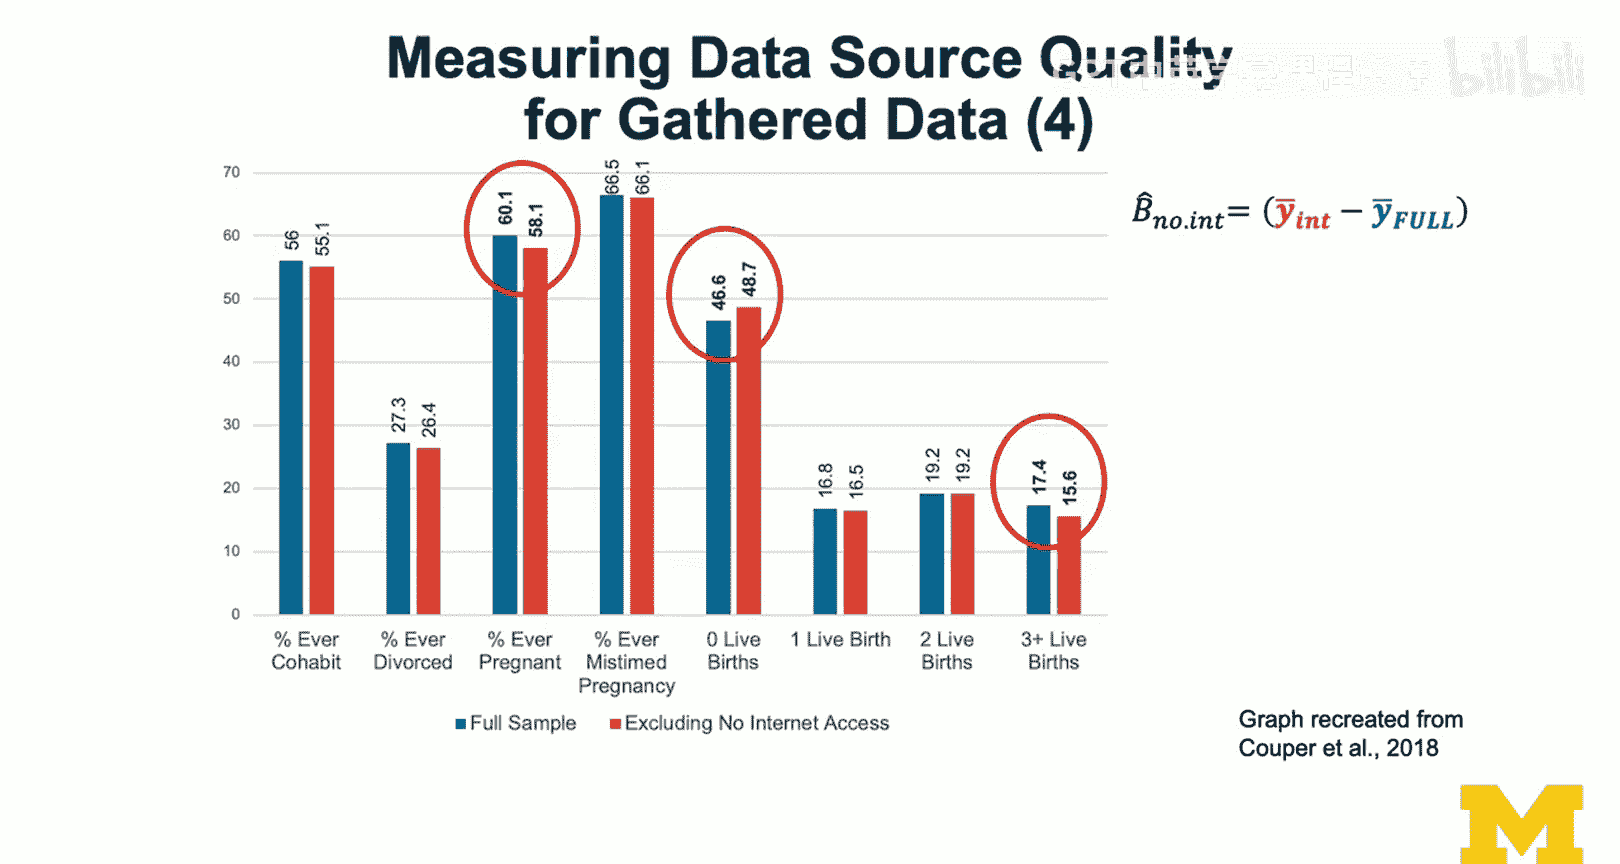 Measuring Data Source Quality
for Gathered Data (4)
bilibili
70
60
50
40
30
20
10
0
56
55.1
27.3
26.4
60.1
58.1
66.5
66.1
46.6
48.7
16.8
16.5
19.2
19.2
17.4
15.6
% Ever
Cohabit
% Ever
Divorced
% Ever
Pregnant
% Ever
Mistimed
Pregnancy
0 Live
Births
1 Live Birth
2 Live
Births
3+ Live
Births
Full Sample
Excluding No Internet Access
B̂no.int= (y̅int − y̅FULL)
Graph recreated from
Couper et al., 2018
M